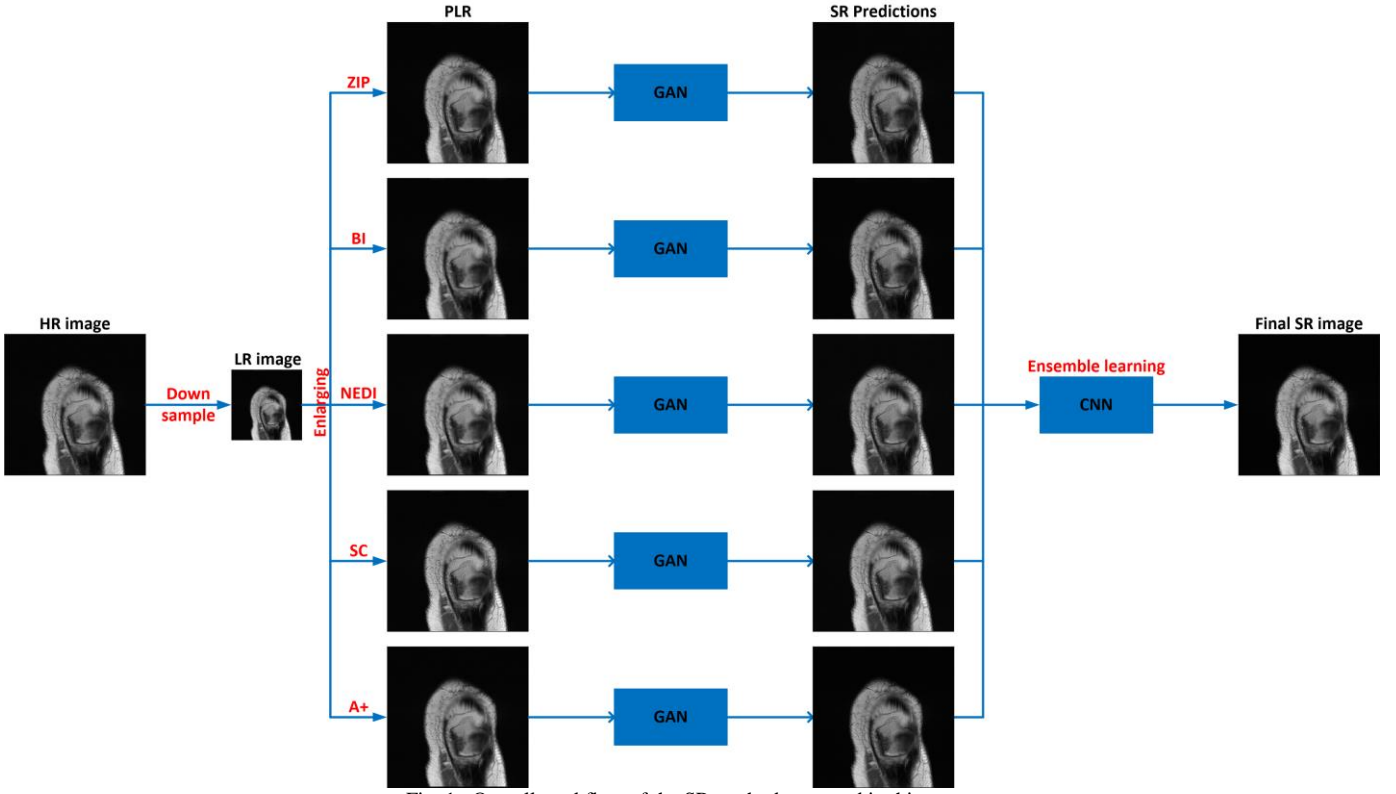 PLR
SR Predictions
ZIP
GAN
BI
GAN
HR image
LR image
Down
sample
Enlarging
NEDI
GAN
Ensemble learning
CNN
Final SR image
SC
GAN
A+
GAN